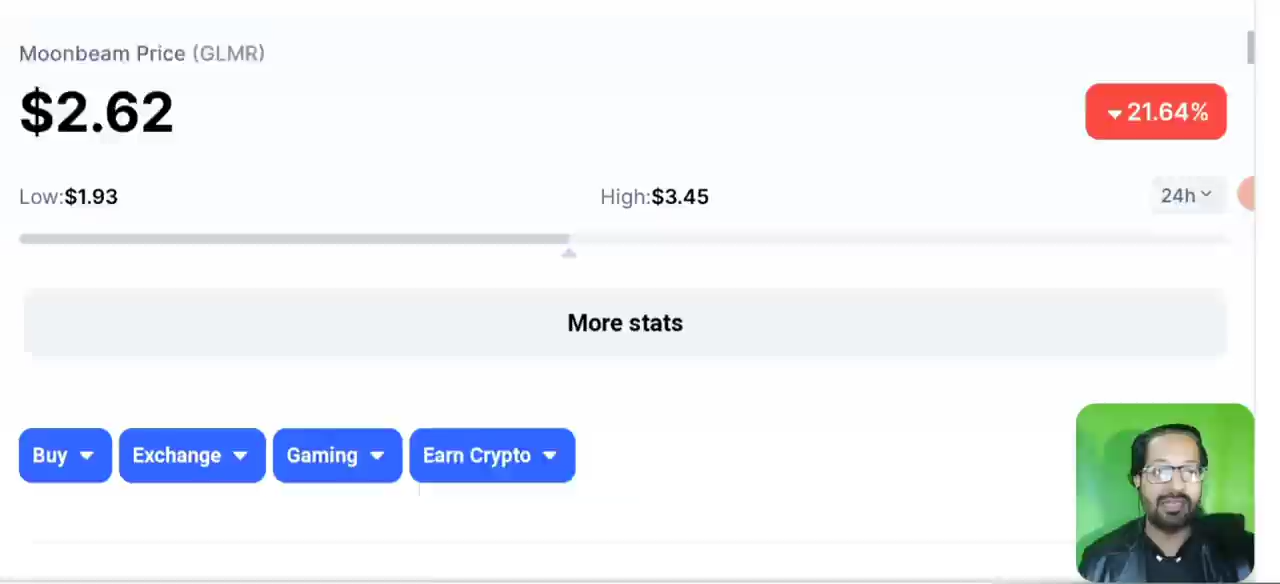 Moonbeam Price (GLMR)
$2.62
21.64%
Low:$1.93 High:$3.45 24h
More stats
Buy Exchange Gaming Earn Crypto